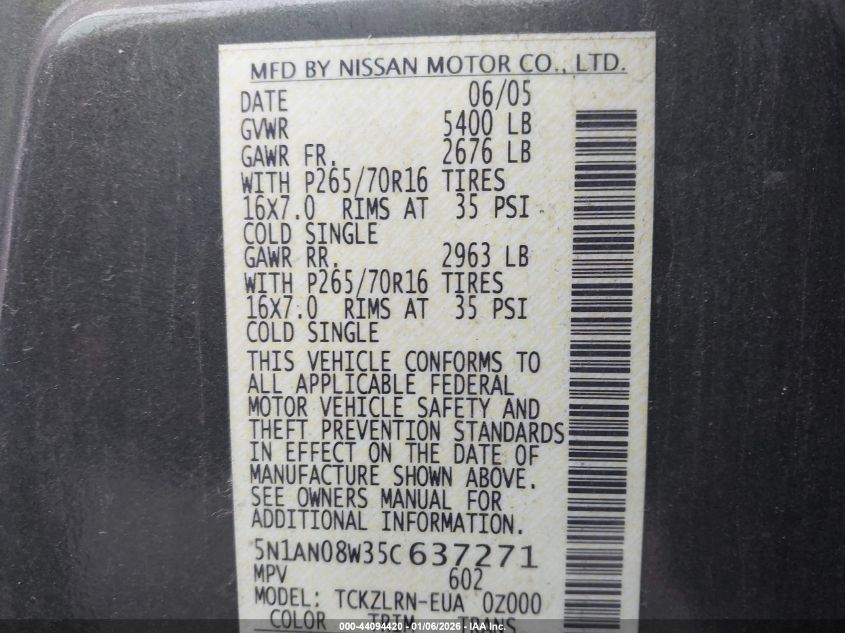 MFD BY NISSAN MOTOR CO., LTD.
DATE 06/05
GVWR 5400 LB
GAWR FR. 2676 LB
WITH P265/70R16 TIRES
16X7.0 RIMS AT 35 PSI
COLD SINGLE
GAWR RR. 2963 LB
WITH P265/70R16 TIRES
16X7.0 RIMS AT 35 PSI
COLD SINGLE
THIS VEHICLE CONFORMS TO
ALL APPLICABLE FEDERAL
MOTOR VEHICLE SAFETY AND
THEFT PREVENTION STANDARDS
IN EFFECT ON THE DATE OF
MANUFACTURE SHOWN ABOVE.
SEE OWNERS MANUAL FOR
ADDITIONAL INFORMATION.
5N1AN08W35C637271
MPV 602
MODEL: TCKZLRN-EUA 0Z000
COLOR TRIM TRANS
000-44094420 - 01/06/2026 - IAA Inc.